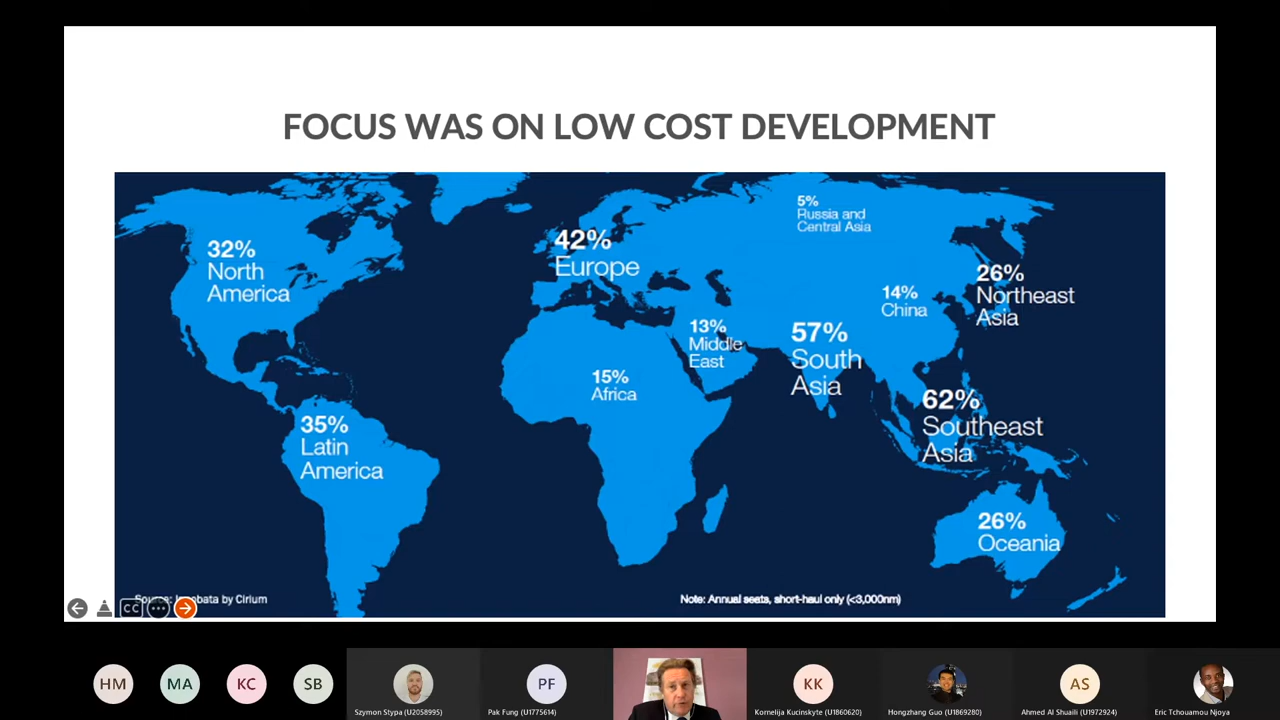 FOCUS WAS ON LOW COST DEVELOPMENT
5%
Russia and
Central Asia
32%
North
America
42%
Europe
26%
Northeast
Asia
14%
China
13%
Middle
East
57%
South
Asia
15%
Africa
62%
Southeast
Asia
35%
Latin
America
26%
Oceania
Source: bata by Cirium
Note: Annual seats, short-haul only (<3,000nm)
CC
HM
MA
KC
SB
PF
KK
AS
Szymon Stypa (U2058995)
Pak Fung (U1775614)
Kornelija Kucinskyte (U1860620)
Hongzhang Guo (U1869280)
Ahmed Al Shuaili (U1972924)
Eric Tchouamou Njoya